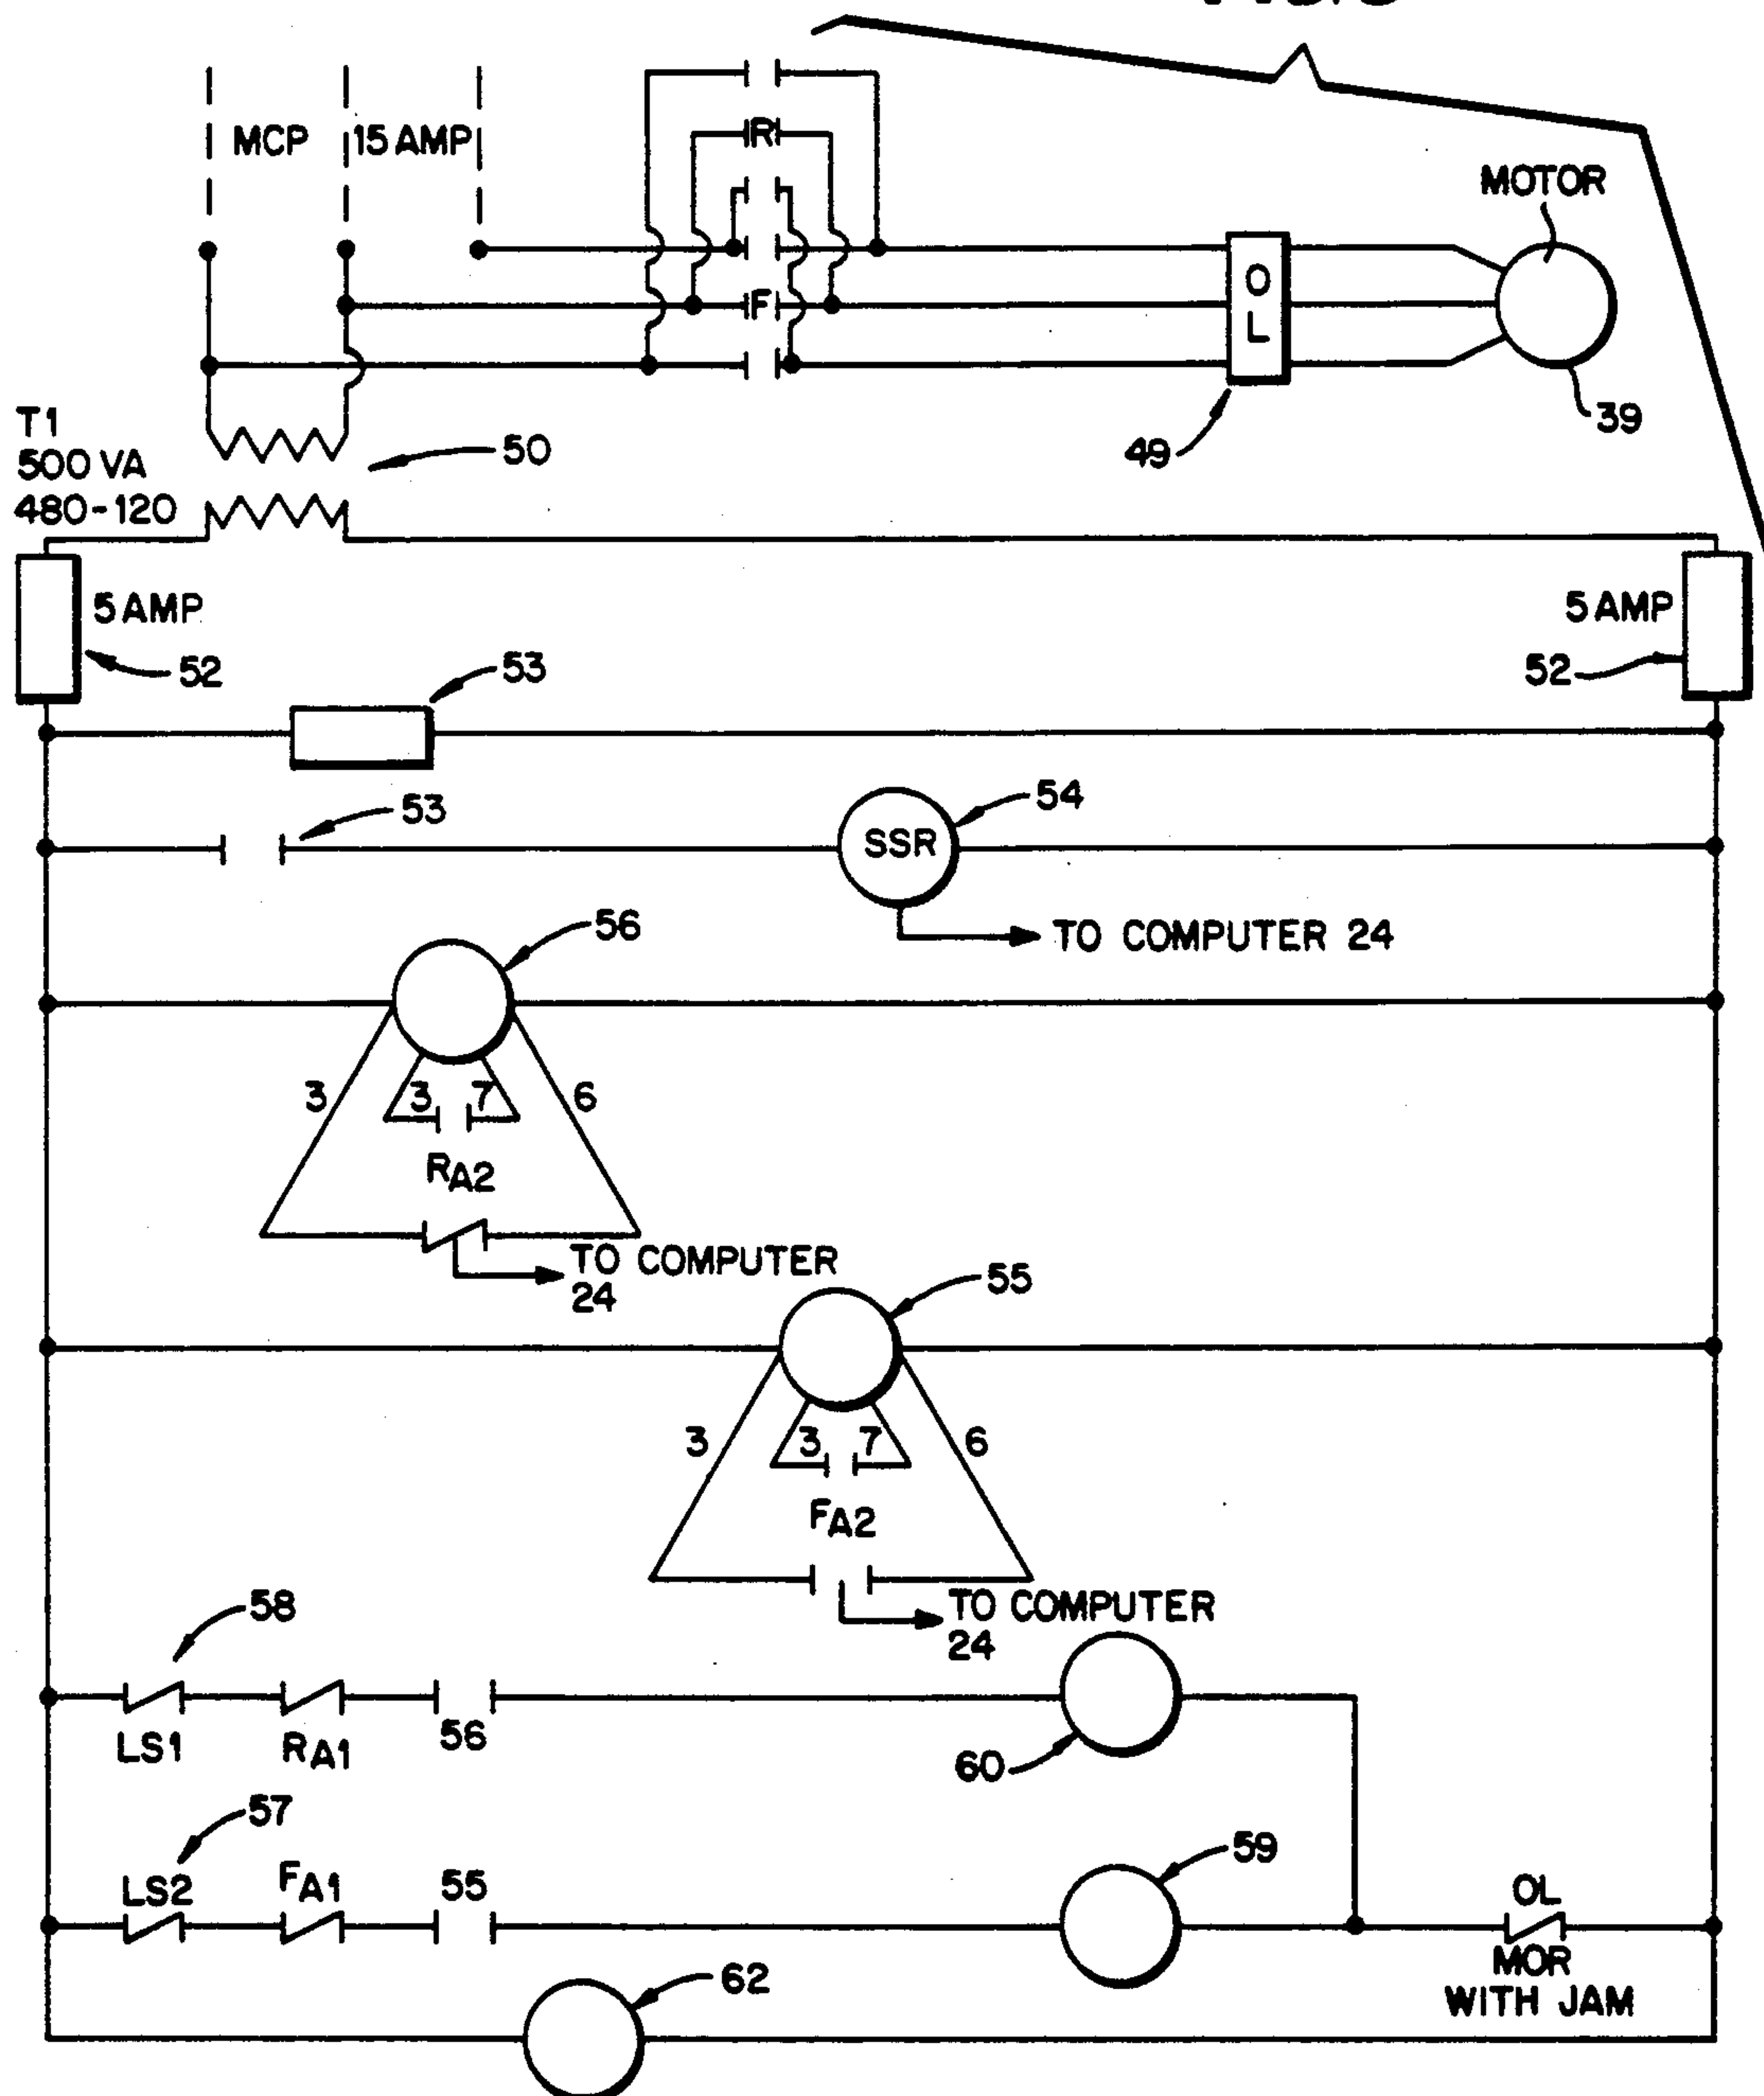 MCP
15 AMP
R
MOTOR
F
O
L
39
49
T1
500 VA
480-120
50
5 AMP
5 AMP
52
52
53
53
54
SSR
TO COMPUTER 24
56
3
3
7
6
RA2
TO COMPUTER
24
55
3
3
7
6
FA2
TO COMPUTER
24
58
LS1
RA1
56
60
57
LS2
FA1
55
59
OL
MOR
WITH JAM
62